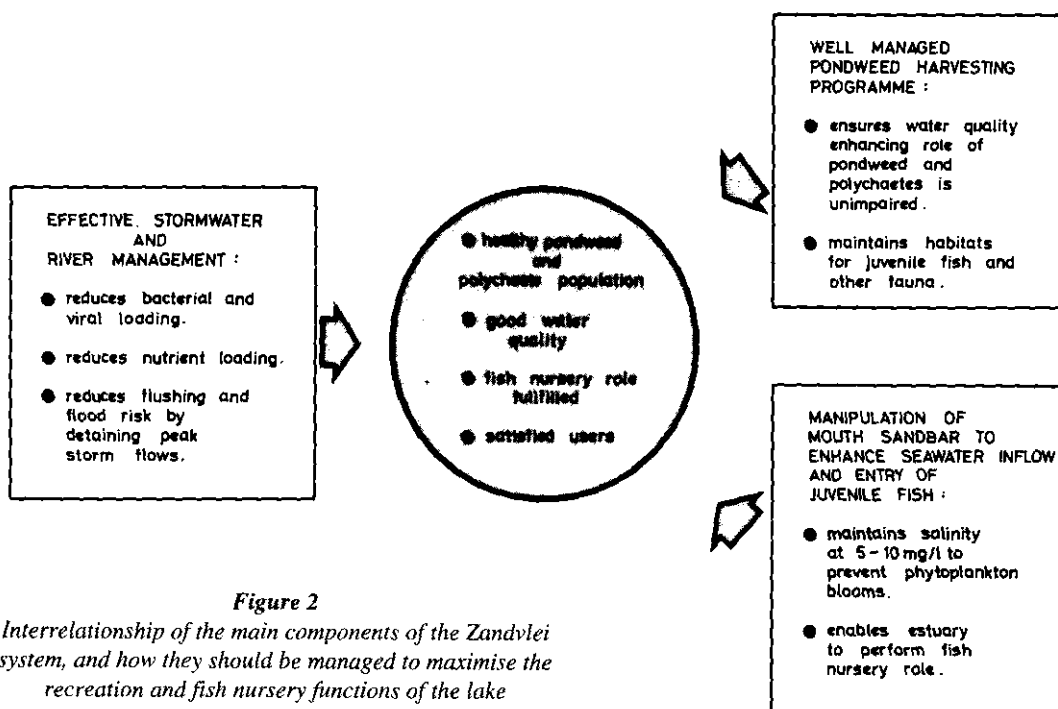 EFFECTIVE STORMWATER
AND
RIVER MANAGEMENT :
● reduces bacterial and
viral loading.
● reduces nutrient loading.
● reduces flushing and
flood risk by
detaining peak
storm flows.
● healthy pondweed
and
polychaete population
● good water
quality
● fish nursery role
fullfilled
● satisfied users
WELL MANAGED
PONDWEED HARVESTING
PROGRAMME :
● ensures water quality
enhancing role of
pondweed and
polychaetes is
unimpaired.
● maintains habitats
for juvenile fish and
other fauna.
MANIPULATION OF
MOUTH SANDBAR TO
ENHANCE SEAWATER INFLOW
AND ENTRY OF
JUVENILE FISH :
● maintains salinity
at 5-10 mg/l to
prevent phytoplankton
blooms.
● enables estuary
to perform fish
nursery role.
Figure 2
Interrelationship of the main components of the Zandvlei
system, and how they should be managed to maximise the
recreation and fish nursery functions of the lake